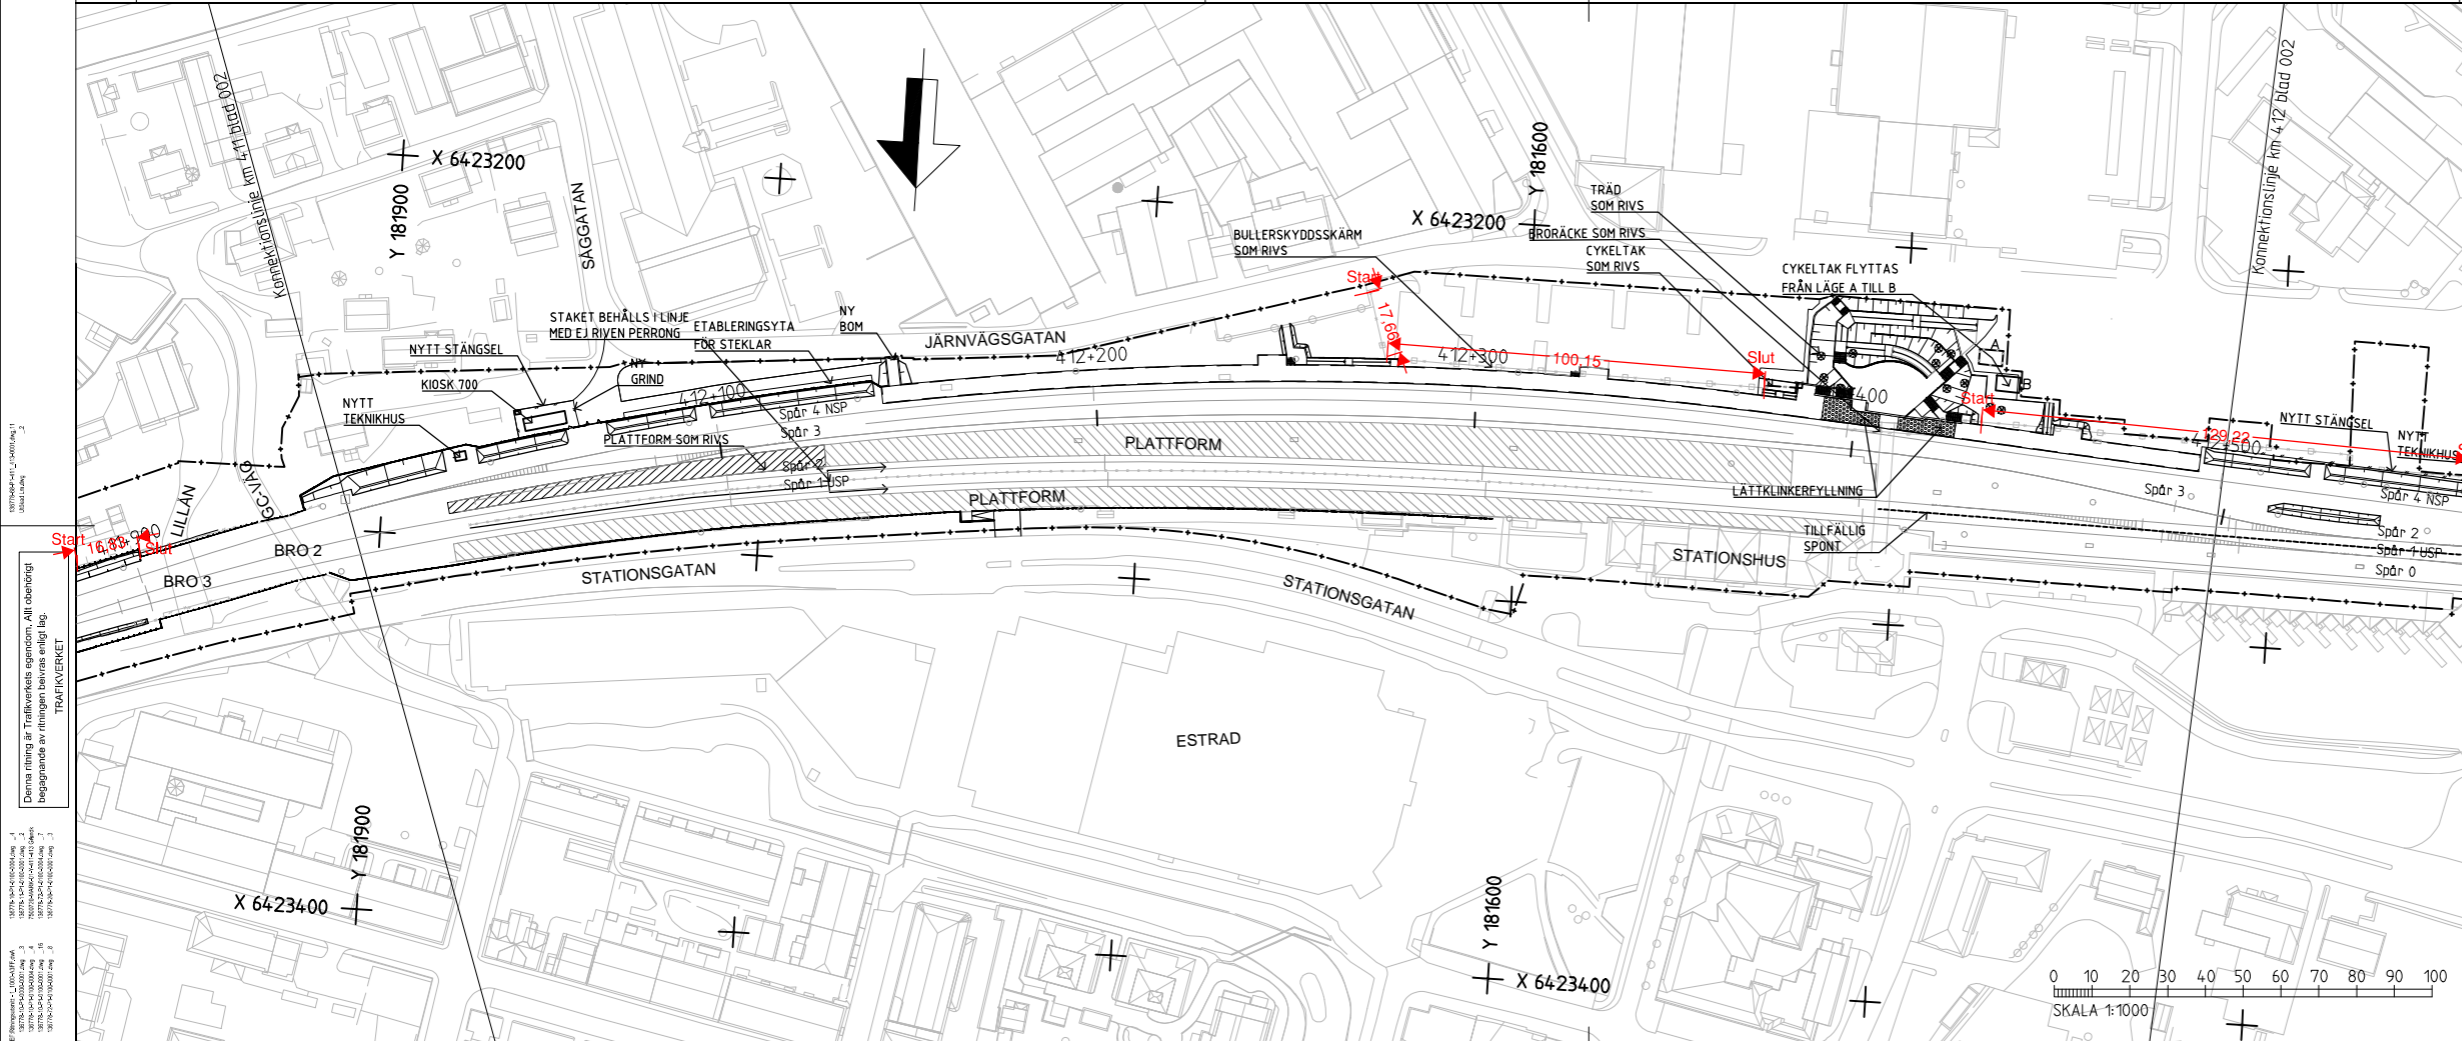 Konnektionslinje km 411 blad 002
X 6423200
Y 181900
SÅGGATAN
Y 181600
X 6423200
TRÄD
SOM RIVS
BULLERSKYDDSSKÄRM
SOM RIVS
BRORÄCKE SOM RIVS
CYKELTAK
SOM RIVS
CYKELTAK FLYTTAS
FRÅN LÄGE A TILL B
Konnektionslinje km 412 blad 002
Start
17,66
100,15
Slut
STAKET BEHÅLLS I LINJE
MED EJ RIVEN PERRONG
ETABLERINGSYTA
FÖR STEKLAR
NY
BOM
JÄRNVÄGSGATAN
412+200
412+300
NYTT STÄNGSEL
NY
GRIND
KIOSK 700
412+100
NYTT
TEKNIKHUS
Spår 4 NSP
Spår 3
PLATTFORM SOM RIVS
Spår 2
Spår 1 USP
PLATTFORM
PLATTFORM
A
B
400
Start
129,22
NYTT STÄNGSEL
NYTT
TEKNIKHUS
LÄTTKLINKERFYLLNING
Spår 3
Spår 4 NSP
TILLFÄLLIG
SPONT
Spår 2
Spår 1 USP
Spår 0
LILLÅN
GC-VÄG
Start
Slut
BRO 2
BRO 3
STATIONSGATAN
STATIONSGATAN
STATIONSHUS
ESTRAD
Y 181900
X 6423400
Y 181600
X 6423400
0 10 20 30 40 50 60 70 80 90 100
SKALA 1:1000
Denna ritning är Trafikverkets egendom. Allt obehörigt
begagnande av ritningen beivras enligt lag.
TRAFIKVERKET